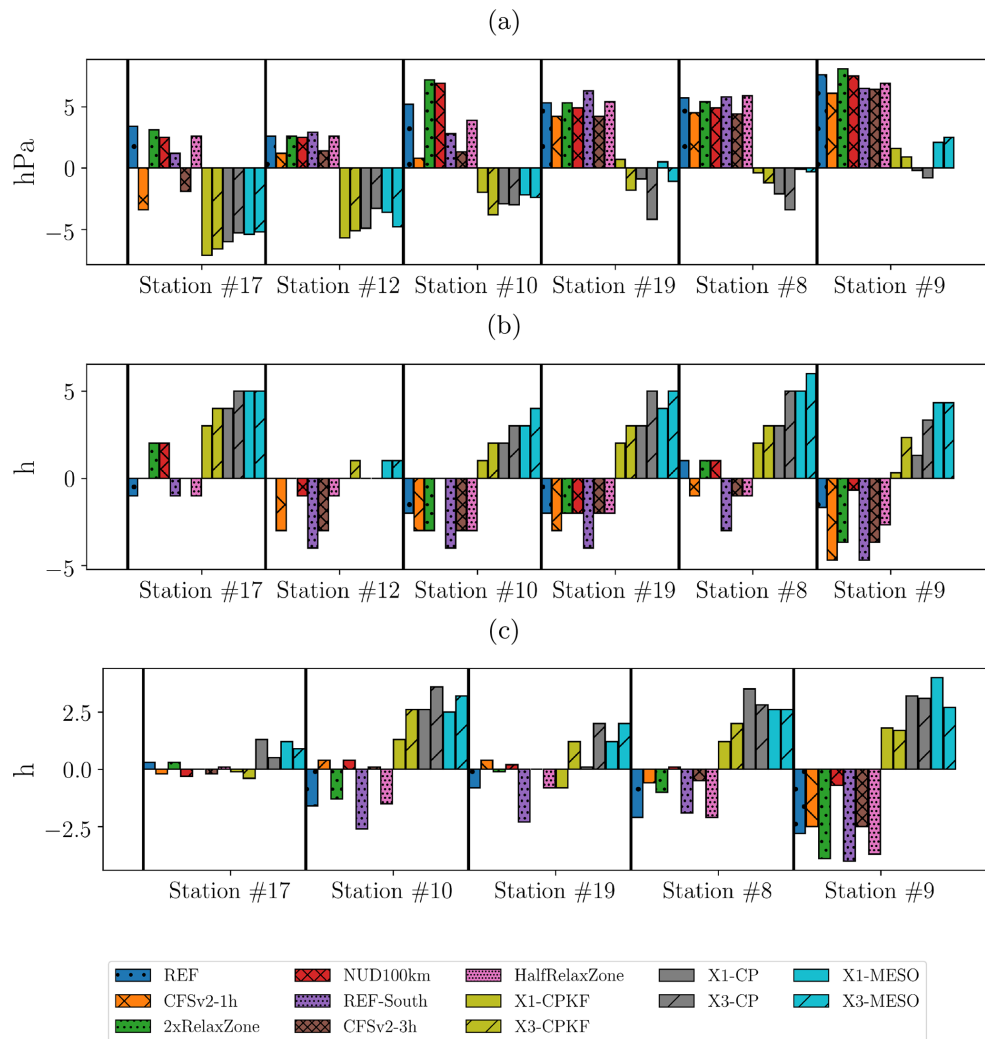 (a)
hPa
5
0
−5
Station #17 Station #12 Station #10 Station #19 Station #8 Station #9
(b)
h
5
0
−5
Station #17 Station #12 Station #10 Station #19 Station #8 Station #9
(c)
h
2.5
0.0
−2.5
Station #17 Station #10 Station #19 Station #8 Station #9
REF NUD100km HalfRelaxZone X1-CP X1-MESO
CFSv2-1h REF-South X1-CPKF X3-CP X3-MESO
2xRelaxZone CFSv2-3h X3-CPKF